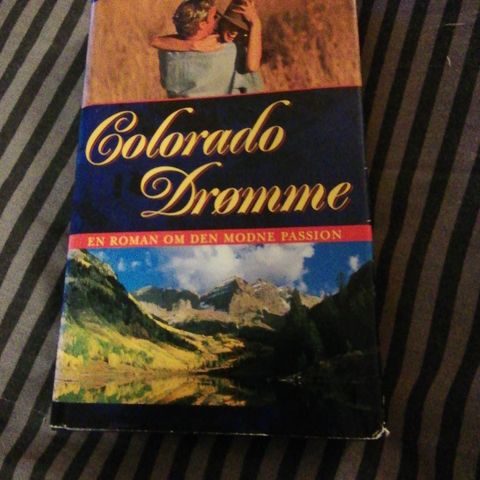 Colorado
Drømme
EN ROMAN OM DEN MODNE PASSION